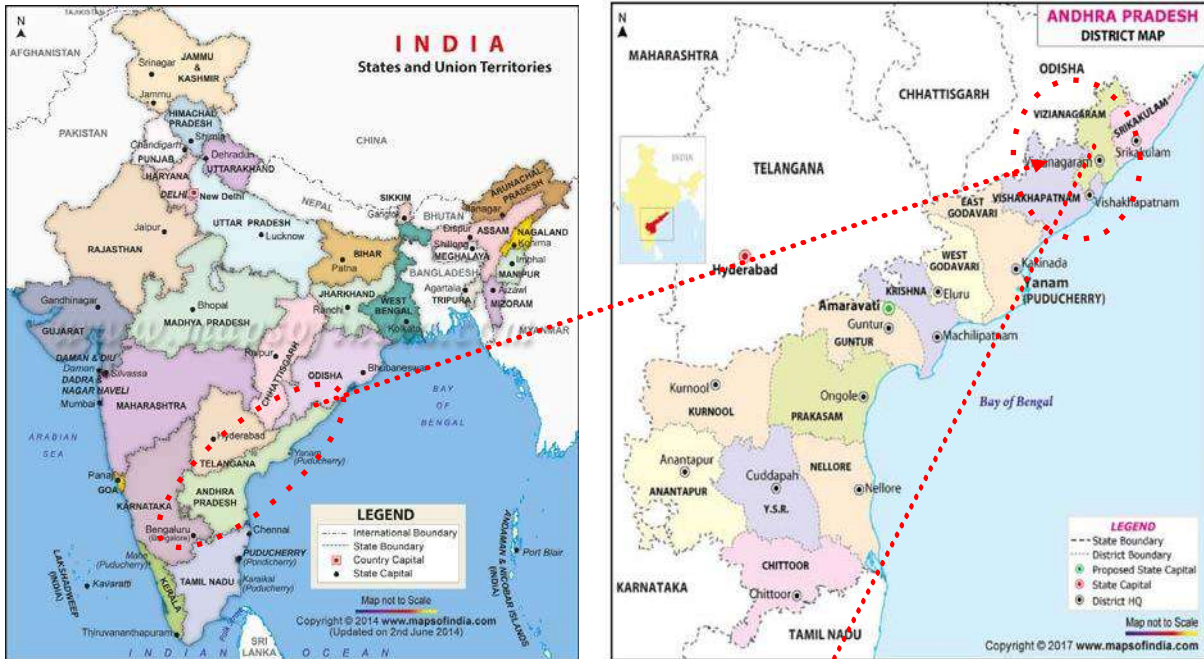 N
AFGHANISTAN
INDIA
States and Union Territories
JAMMU
&
KASHMIR
Srinagar
Jammu
HIMACHAL
PRADESH
Shimla
PAKISTAN
CHINA
Chandigarh
PUNJAB
Dehradun
UTTARAKHAND
HARYANA
DELHI
New Delhi
NEPAL
SIKKIM
Gangtok
BHUTAN
ARUNACHAL
PRADESH
Itanagar
RAJASTHAN
Jaipur
UTTAR PRADESH
Lucknow
Dispur
ASSAM
NAGALAND
Kohima
Shillong
MEGHALAYA
BIHAR
Patna
Imphal
MANIPUR
BANGLADESH
Gandhinagar
GUJARAT
Bhopal
MADHYA PRADESH
JHARKHAND
Ranchi
WEST
BENGAL
Kolkata
Agartala
TRIPURA
Aizawl
MIZORAM
MYANMAR
DAMAN & DIU
Daman
Silvassa
DADRA &
NAGAR HAVELI
Mumbai
Raipur
CHHATTISGARH
ODISHA
Bhubaneswar
MAHARASHTRA
BAY
OF
BENGAL
ARABIAN
SEA
Hyderabad
TELANGANA
Yanam
(Puducherry)
Panaji
GOA
KARNATAKA
ANDHRA
PRADESH
Bengaluru
(Bangalore)
Chennai
Mahe
(Puducherry)
PUDUCHERRY
(Pondicherry)
Karaikal
(Puducherry)
LAKSHADWEEP
(INDIA)
Kavaratti
KERALA
TAMIL NADU
Thiruvananthapuram
SRI
LANKA
INDIAN OCEAN
ANDAMAN & NICOBAR ISLANDS
(INDIA)
Port Blair
LEGEND
International Boundary
State Boundary
Country Capital
State Capital
Map not to Scale
Copyright © 2014 www.mapsofindia.com
(Updated on 2nd June 2014)
N
ANDHRA PRADESH
DISTRICT MAP
MAHARASHTRA
ODISHA
CHHATTISGARH
VIZIANAGARAM
SRIKAKULAM
Srikakulam
Vizianagaram
INDIA
TELANGANA
VISHAKHAPATNAM
Vishakhapatnam
EAST
GODAVARI
WEST
GODAVARI
Hyderabad
Kakinada
Yanam
(PUDUCHERRY)
KRISHNA
Eluru
Amaravati
Guntur
GUNTUR
Machilipatnam
Kurnool
KURNOOL
Ongole
PRAKASAM
Bay of Bengal
Anantapur
ANANTAPUR
Cuddapah
Y.S.R.
NELLORE
Nellore
CHITTOOR
Chittoor
KARNATAKA
TAMIL NADU
LEGEND
State Boundary
District Boundary
Proposed State Capital
State Capital
District HQ
Map not to Scale
Copyright © 2017 www.mapsofindia.com